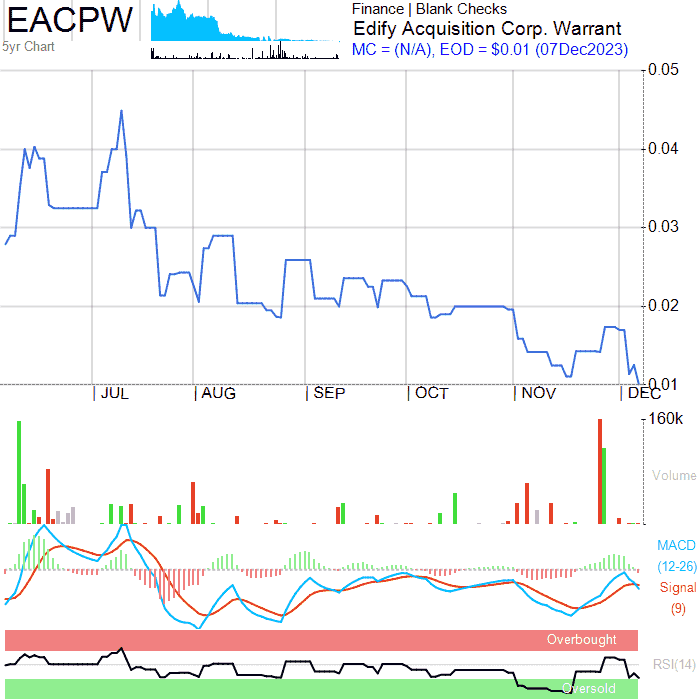 EACPW
5yr Chart
Finance | Blank Checks
Edify Acquisition Corp. Warrant
MC = (N/A), EOD = $0.01 (07Dec2023)
0.05
0.04
0.03
0.02
0.01
JUL AUG SEP OCT NOV DEC
160k
Volume
MACD
(12-26)
Signal
(9)
Overbought
RSI(14)
Oversold